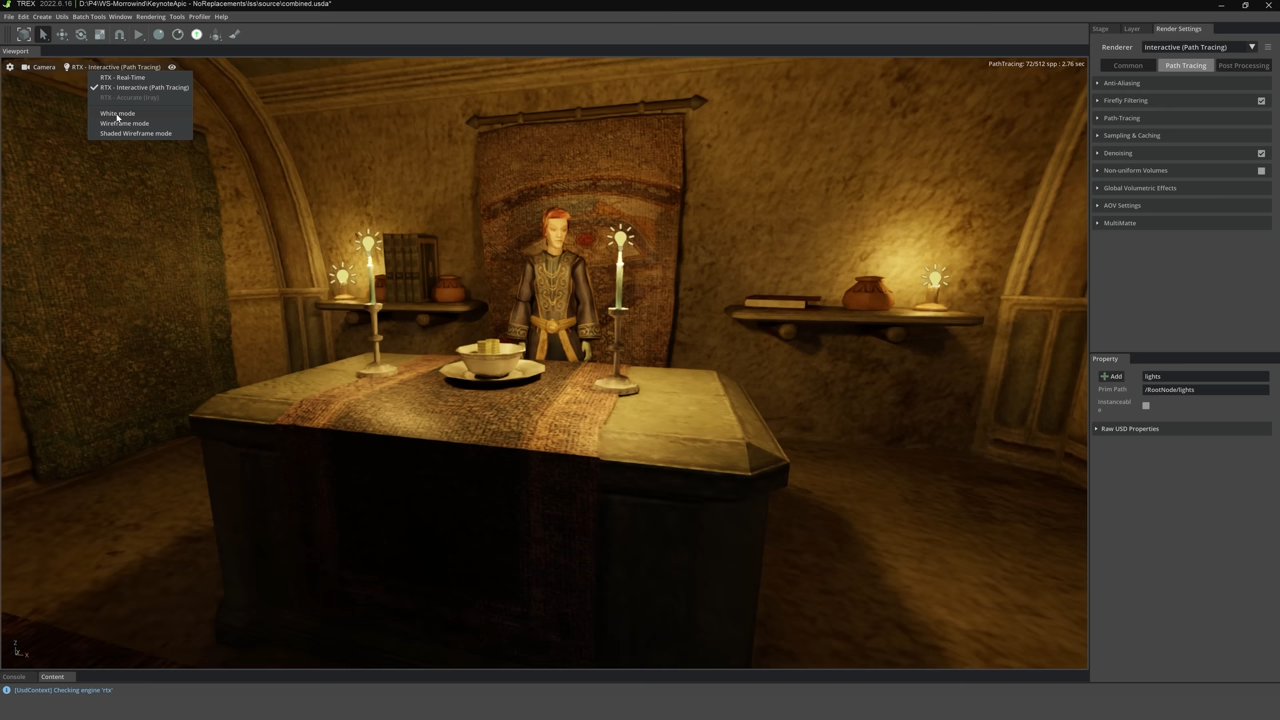 TREX 2022.6.16 | D:\P4\WS-Morrowind\KeynoteApic - NoReplacements\lss\source\combined.usda*
File Edit Create Utils Batch Tools Window Rendering Tools Profiler Help
Viewport
Camera RTX - Interactive (Path Tracing)
PathTracing: 72/512 spp : 2.76 sec
RTX - Real-Time
RTX - Interactive (Path Tracing)
RTX - Accurate (Iray)
White mode
Wireframe mode
Shaded Wireframe mode
Stage Layer Render Settings
Renderer Interactive (Path Tracing)
Common Path Tracing Post Processing
Anti-Aliasing
Firefly Filtering
Path-Tracing
Sampling & Caching
Denoising
Non-uniform Volumes
Global Volumetric Effects
AOV Settings
MultiMatte
Property
Add lights
Prim Path /RootNode/lights
Instanceabl
e
Raw USD Properties
Z
Y X
Console Content
[UsdContext] Checking engine 'rtx'